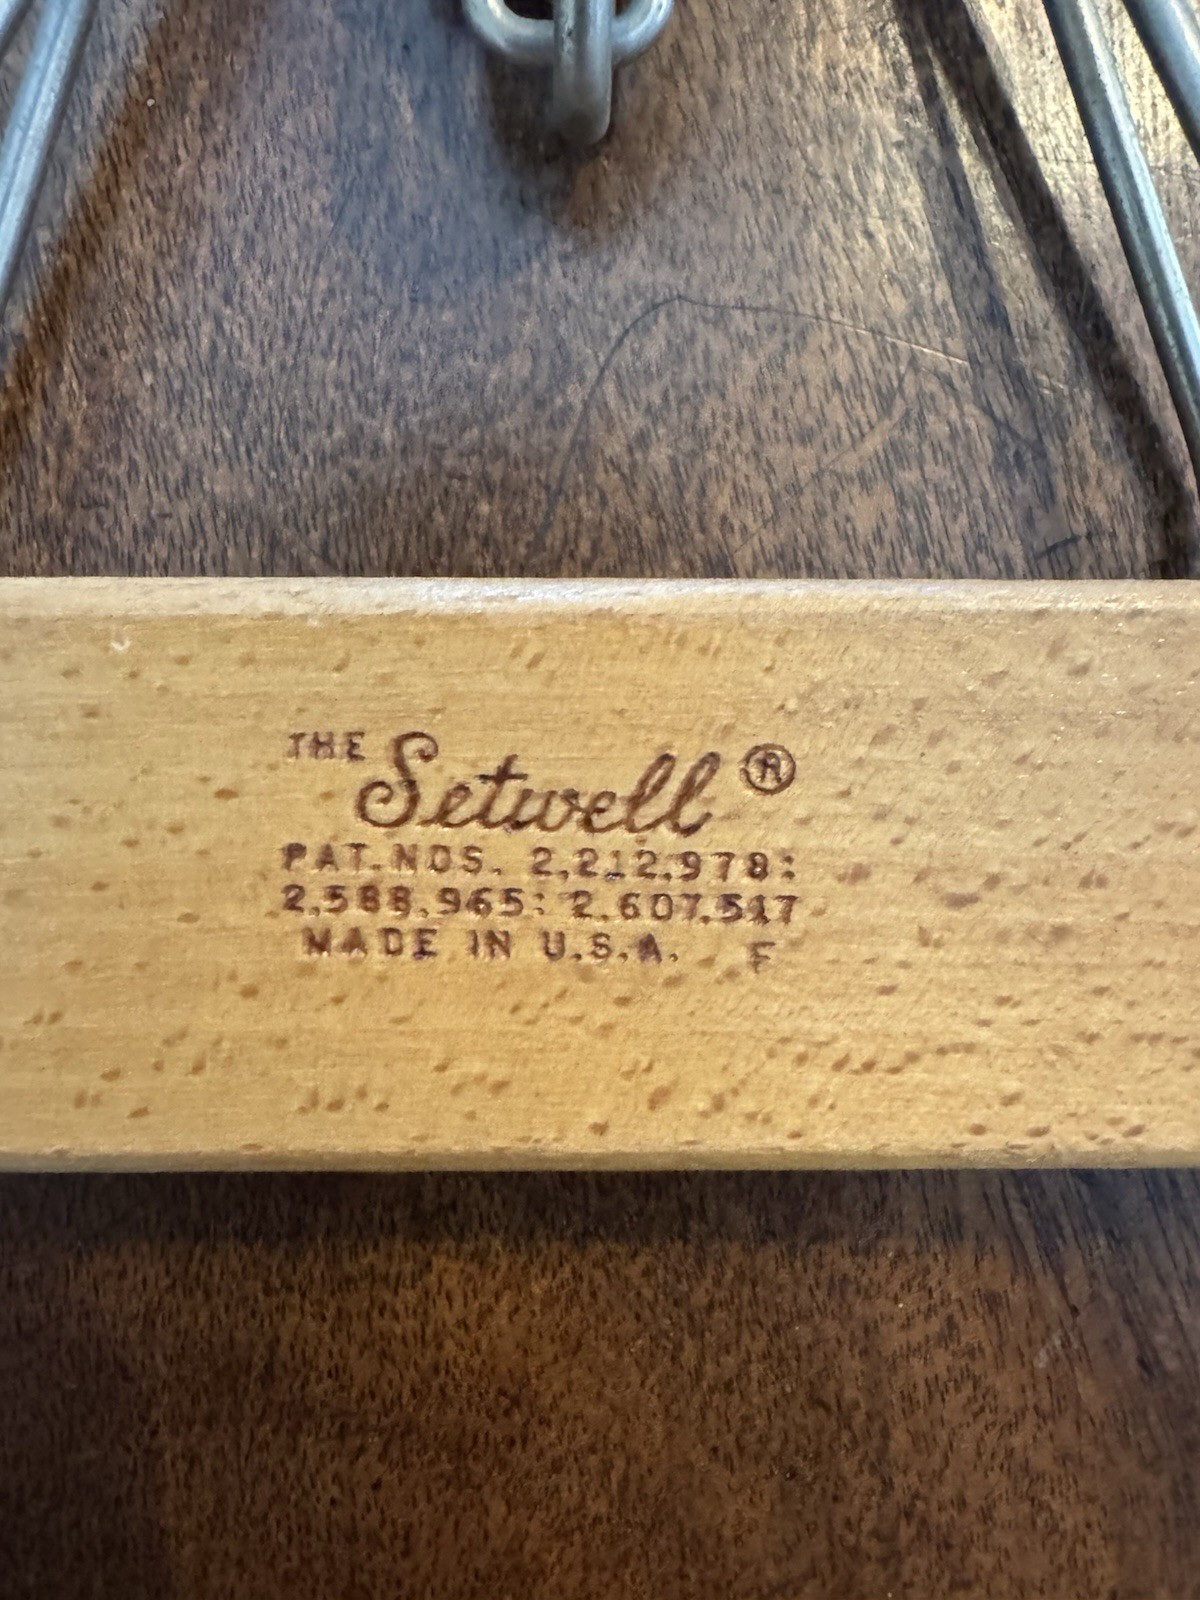 THE Setwell ®
PAT. NOS. 2,212,978:
2,588,965: 2,607,517
MADE IN U.S.A. F